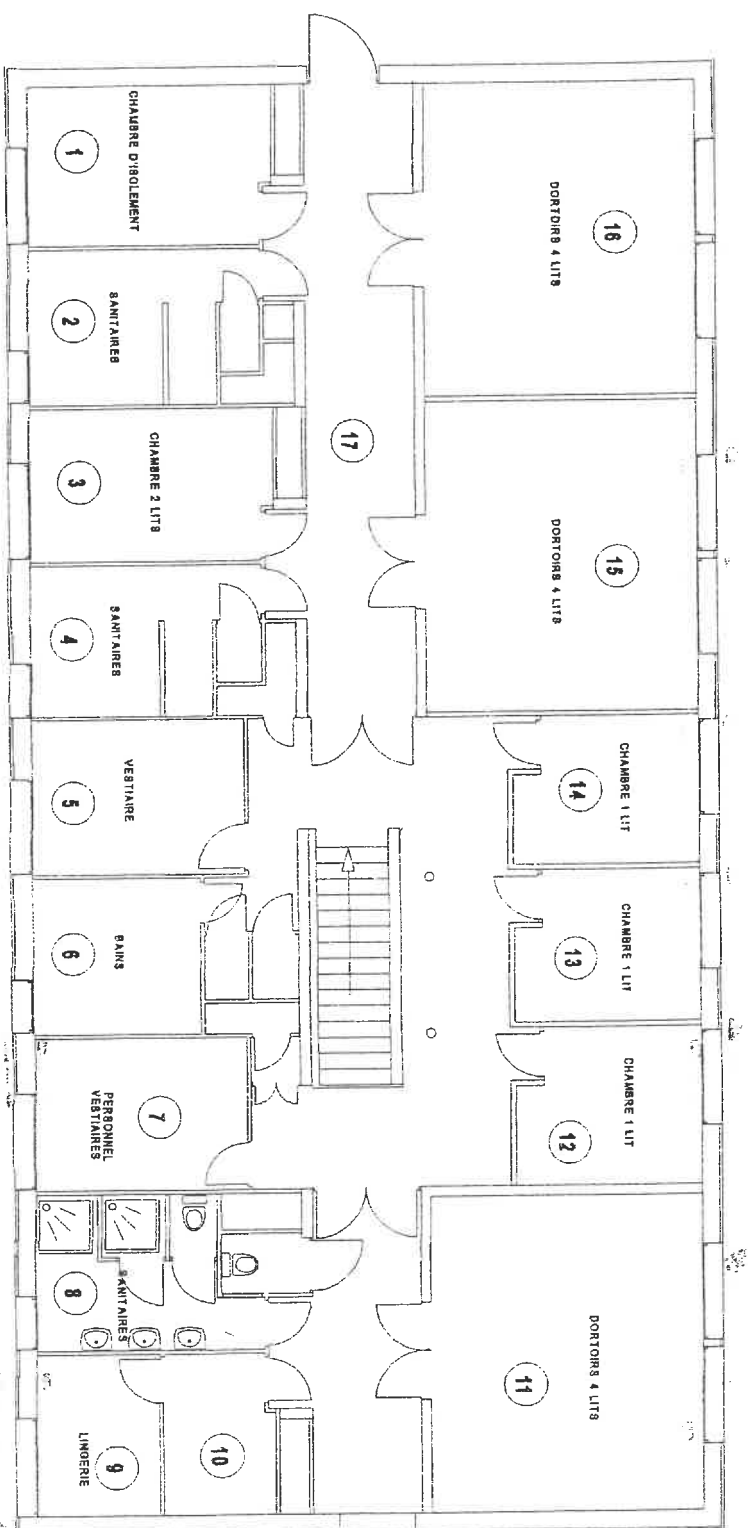 CHAMBRE D'ISOLEMENT
1
SANITAIRES
2
CHAMBRE 2 LITS
3
SANITAIRES
4
VESTIAIRE
5
BAINS
6
PERSONNEL
VESTIAIRES
7
SANITAIRES
8
LINGERIE
9
10
DORTOIRS 4 LITS
11
CHAMBRE 1 LIT
12
CHAMBRE 1 LIT
13
CHAMBRE 1 LIT
14
DORTOIRS 4 LITS
15
DORTOIRS 4 LITS
16
17